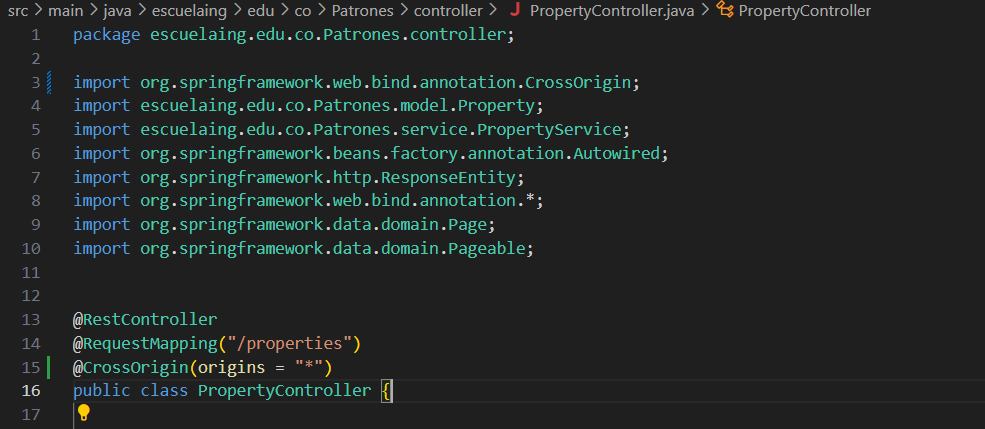 src > main > java > escuelaing > edu > co > Patrones > controller > J PropertyController.java > PropertyController
1 package escuelaing.edu.co.Patrones.controller;
2
3 import org.springframework.web.bind.annotation.CrossOrigin;
4 import escuelaing.edu.co.Patrones.model.Property;
5 import escuelaing.edu.co.Patrones.service.PropertyService;
6 import org.springframework.beans.factory.annotation.Autowired;
7 import org.springframework.http.ResponseEntity;
8 import org.springframework.web.bind.annotation.*;
9 import org.springframework.data.domain.Page;
10 import org.springframework.data.domain.Pageable;
11
12
13 @RestController
14 @RequestMapping("/properties")
15 @CrossOrigin(origins = "*")
16 public class PropertyController {
17